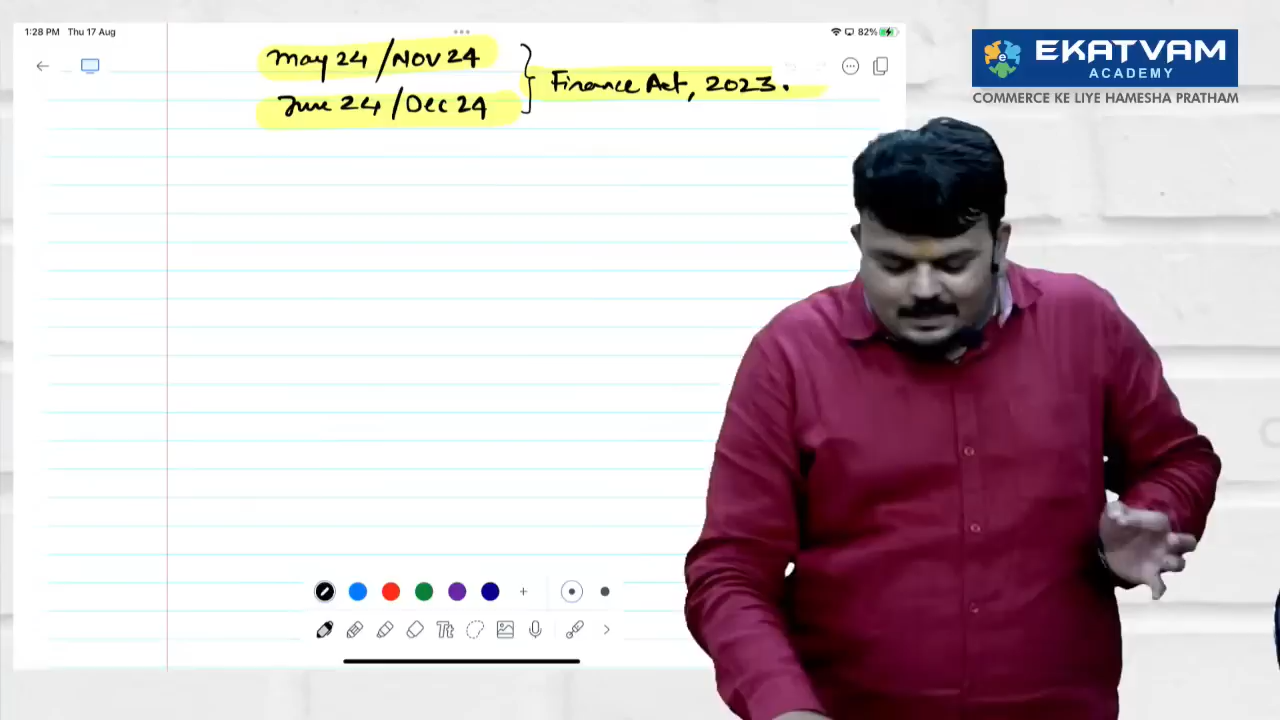 1:28 PM Thu 17 Aug
82%
May 24 / Nov 24
June 24 / Dec 24
Finance Act, 2023.
Tt
EKATVAM
ACADEMY
COMMERCE KE LIYE HAMESHA PRATHAM